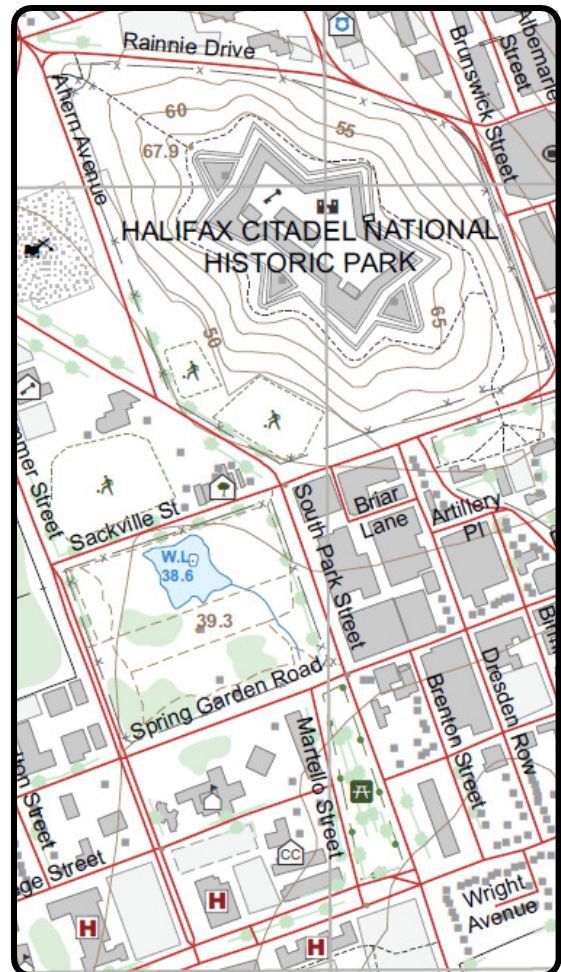 Rainnie Drive
Albemarle
Street
Brunswick Street
Ahern Avenue
60
55
67.9
HALIFAX CITADEL NATIONAL
HISTORIC PARK
65
50
Sackville St
South Park Street
Briar
Lane
Artillery
Pl
W.L.
38.6
39.3
Spring Garden Road
Martello Street
Brenton Street
Dresden Row
CC
H
Wright
Avenue
H
H